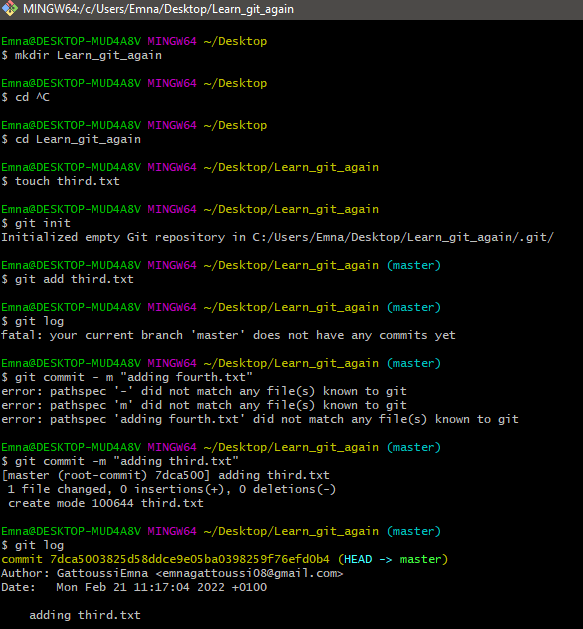 MINGW64:/c/Users/Emna/Desktop/Learn_git_again
Emna@DESKTOP-MUD4A8V MINGW64 ~/Desktop
$ mkdir Learn_git_again
Emna@DESKTOP-MUD4A8V MINGW64 ~/Desktop
$ cd ^C
Emna@DESKTOP-MUD4A8V MINGW64 ~/Desktop
$ cd Learn_git_again
Emna@DESKTOP-MUD4A8V MINGW64 ~/Desktop/Learn_git_again
$ touch third.txt
Emna@DESKTOP-MUD4A8V MINGW64 ~/Desktop/Learn_git_again
$ git init
Initialized empty Git repository in C:/Users/Emna/Desktop/Learn_git_again/.git/
Emna@DESKTOP-MUD4A8V MINGW64 ~/Desktop/Learn_git_again (master)
$ git add third.txt
Emna@DESKTOP-MUD4A8V MINGW64 ~/Desktop/Learn_git_again (master)
$ git log
fatal: your current branch 'master' does not have any commits yet
Emna@DESKTOP-MUD4A8V MINGW64 ~/Desktop/Learn_git_again (master)
$ git commit - m "adding fourth.txt"
error: pathspec '-' did not match any file(s) known to git
error: pathspec 'm' did not match any file(s) known to git
error: pathspec 'adding fourth.txt' did not match any file(s) known to git
Emna@DESKTOP-MUD4A8V MINGW64 ~/Desktop/Learn_git_again (master)
$ git commit -m "adding third.txt"
[master (root-commit) 7dca500] adding third.txt
 1 file changed, 0 insertions(+), 0 deletions(-)
 create mode 100644 third.txt
Emna@DESKTOP-MUD4A8V MINGW64 ~/Desktop/Learn_git_again (master)
$ git log
commit 7dca5003825d58ddce9e05ba0398259f76efd0b4 (HEAD -> master)
Author: GattoussiEmna <emnagattoussi08@gmail.com>
Date:   Mon Feb 21 11:17:04 2022 +0100
    adding third.txt